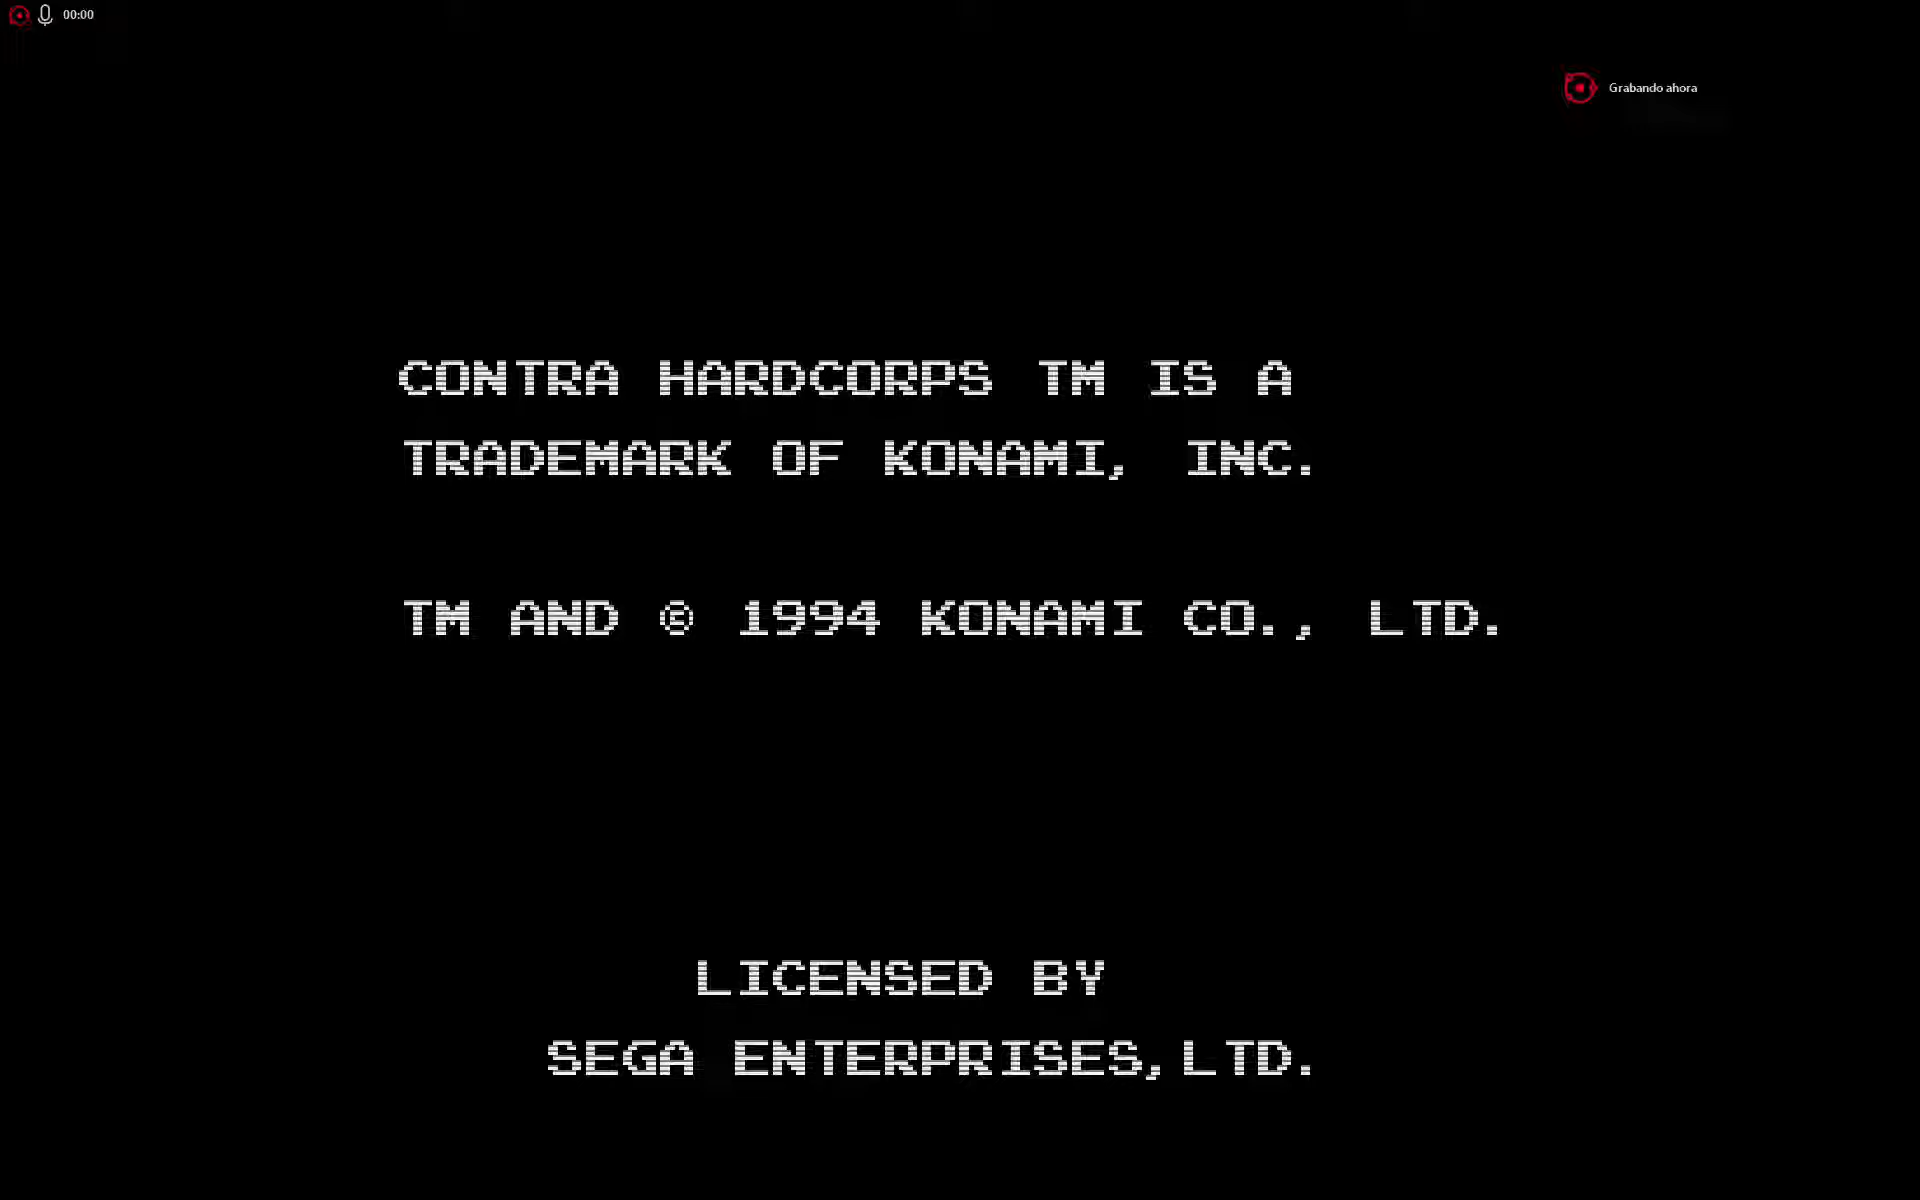 00:00
Grabando ahora
CONTRA HARDCORPS TM IS A
TRADEMARK OF KONAMI, INC.
TM AND © 1994 KONAMI CO., LTD.
LICENSED BY
SEGA ENTERPRISES,LTD.